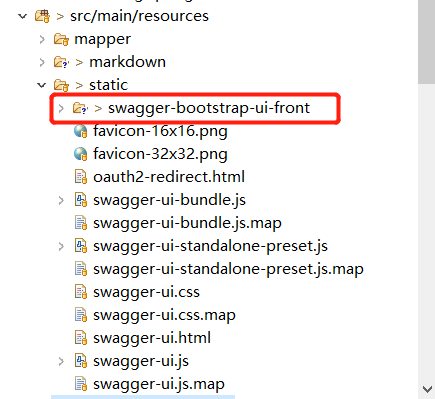 src/main/resources
mapper
> markdown
> static
> swagger-bootstrap-ui-front
favicon-16x16.png
favicon-32x32.png
oauth2-redirect.html
swagger-ui-bundle.js
swagger-ui-bundle.js.map
swagger-ui-standalone-preset.js
swagger-ui-standalone-preset.js.map
swagger-ui.css
swagger-ui.css.map
swagger-ui.html
swagger-ui.js
swagger-ui.js.map